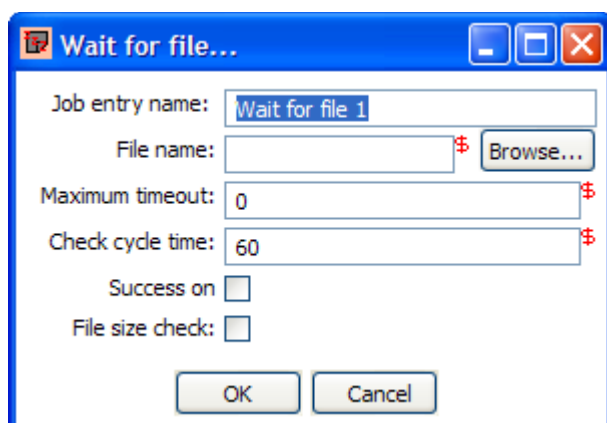 Wait for file...
Job entry name: Wait for file 1
File name: $ Browse...
Maximum timeout: 0 $
Check cycle time: 60 $
Success on
File size check:
OK Cancel